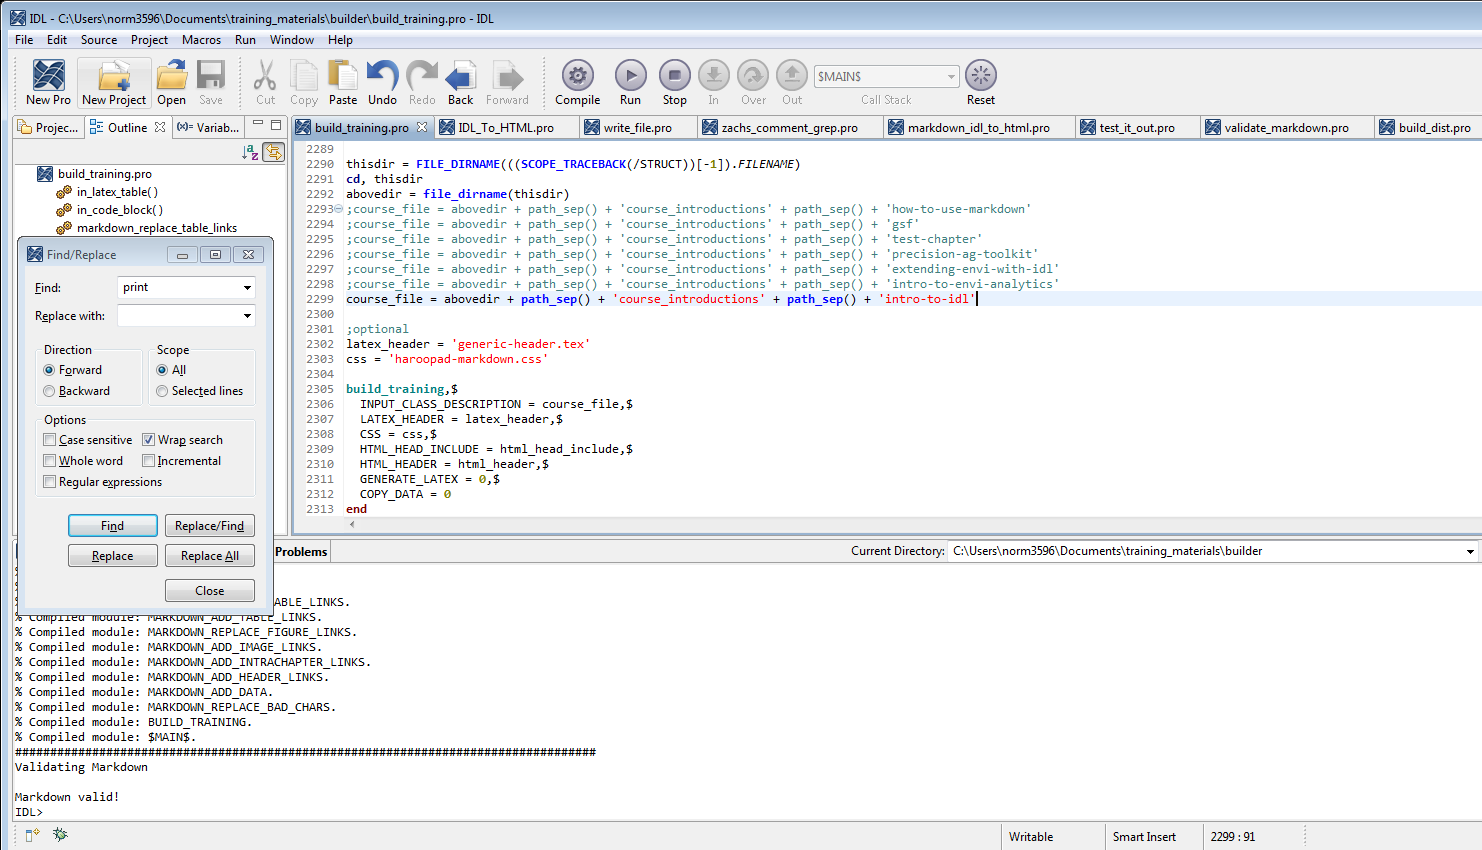 IDL - C:\Users\norm3596\Documents\training_materials\builder\build_training.pro - IDL
File Edit Source Project Macros Run Window Help
New Pro New Project Open Save Cut Copy Paste Undo Redo Back Forward Compile Run Stop In Over Out Call Stack Reset
$MAIN$
Projec... Outline (x)= Variab...
build_training.pro IDL_To_HTML.pro write_file.pro zachs_comment_grep.pro markdown_idl_to_html.pro test_it_out.pro validate_markdown.pro build_dist.pro
build_training.pro
in_latex_table()
in_code_block()
markdown_replace_table_links
2289
2290 thisdir = FILE_DIRNAME(((SCOPE_TRACEBACK(/STRUCT))[-1]).FILENAME)
2291 cd, thisdir
2292 abovedir = file_dirname(thisdir)
2293 ;course_file = abovedir + path_sep() + 'course_introductions' + path_sep() + 'how-to-use-markdown'
2294 ;course_file = abovedir + path_sep() + 'course_introductions' + path_sep() + 'gsf'
2295 ;course_file = abovedir + path_sep() + 'course_introductions' + path_sep() + 'test-chapter'
2296 ;course_file = abovedir + path_sep() + 'course_introductions' + path_sep() + 'precision-ag-toolkit'
2297 ;course_file = abovedir + path_sep() + 'course_introductions' + path_sep() + 'extending-envi-with-idl'
2298 ;course_file = abovedir + path_sep() + 'course_introductions' + path_sep() + 'intro-to-envi-analytics'
2299 course_file = abovedir + path_sep() + 'course_introductions' + path_sep() + 'intro-to-idl'
2300
2301 ;optional
2302 latex_header = 'generic-header.tex'
2303 css = 'haroopad-markdown.css'
2304
2305 build_training,$
2306 INPUT_CLASS_DESCRIPTION = course_file,$
2307 LATEX_HEADER = latex_header,$
2308 CSS = css,$
2309 HTML_HEAD_INCLUDE = html_head_include,$
2310 HTML_HEADER = html_header,$
2311 GENERATE_LATEX = 0,$
2312 COPY_DATA = 0
2313 end
Find/Replace
Find: print
Replace with:
Direction Scope
Forward All
Backward Selected lines
Options
Case sensitive Wrap search
Whole word Incremental
Regular expressions
Find Replace/Find
Replace Replace All
Close
Problems Current Directory: C:\Users\norm3596\Documents\training_materials\builder
ABLE_LINKS.
% Compiled module: MARKDOWN_ADD_TABLE_LINKS.
% Compiled module: MARKDOWN_REPLACE_FIGURE_LINKS.
% Compiled module: MARKDOWN_ADD_IMAGE_LINKS.
% Compiled module: MARKDOWN_ADD_INTRACHAPTER_LINKS.
% Compiled module: MARKDOWN_ADD_HEADER_LINKS.
% Compiled module: MARKDOWN_ADD_DATA.
% Compiled module: MARKDOWN_REPLACE_BAD_CHARS.
% Compiled module: BUILD_TRAINING.
% Compiled module: $MAIN$.
###################################################################################
Validating Markdown
Markdown valid!
IDL>
Writable Smart Insert 2299 : 91